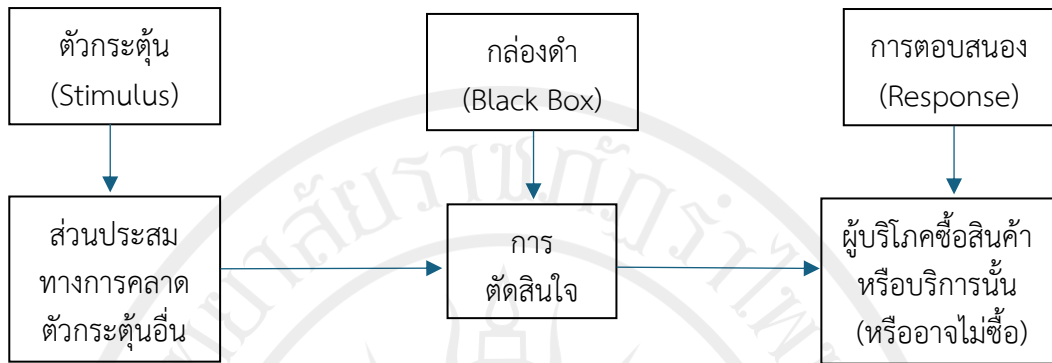 ตัวกระตุ้น
(Stimulus)
กล่องดำ
(Black Box)
การตอบสนอง
(Response)
ส่วนประสม
ทางการคลาด
ตัวกระตุ้นอื่น
การ
ตัดสินใจ
ผู้บริโภคซื้อสินค้า
หรือบริการนั้น
(หรืออาจไม่ซื้อ)